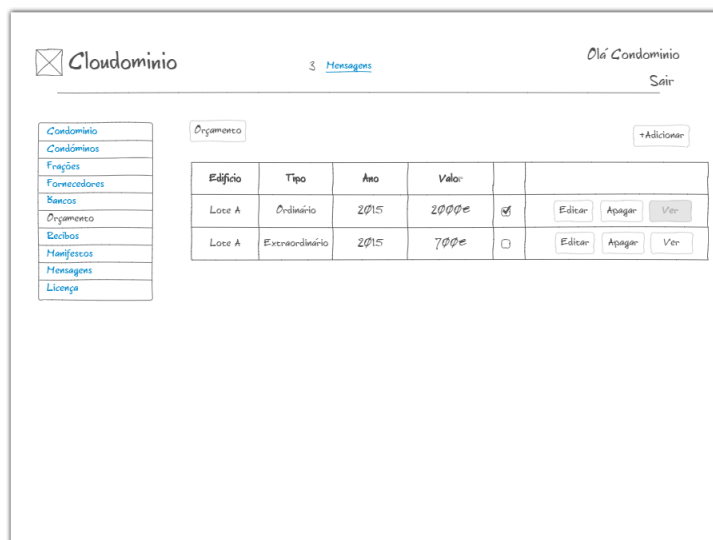 Cloudominio
3 Mensagens
Olá Condominio
Sair
Condominio
Condóminos
Frações
Fornecedores
Bancos
Orçamento
Recibos
Manifestos
Mensagens
Licença
Orçamento
+Adicionar
Edifício Tipo Ano Valor
Lote A Ordinário 2015 2000€ Editar Apagar Ver
Lote A Extraordinário 2015 700€ Editar Apagar Ver